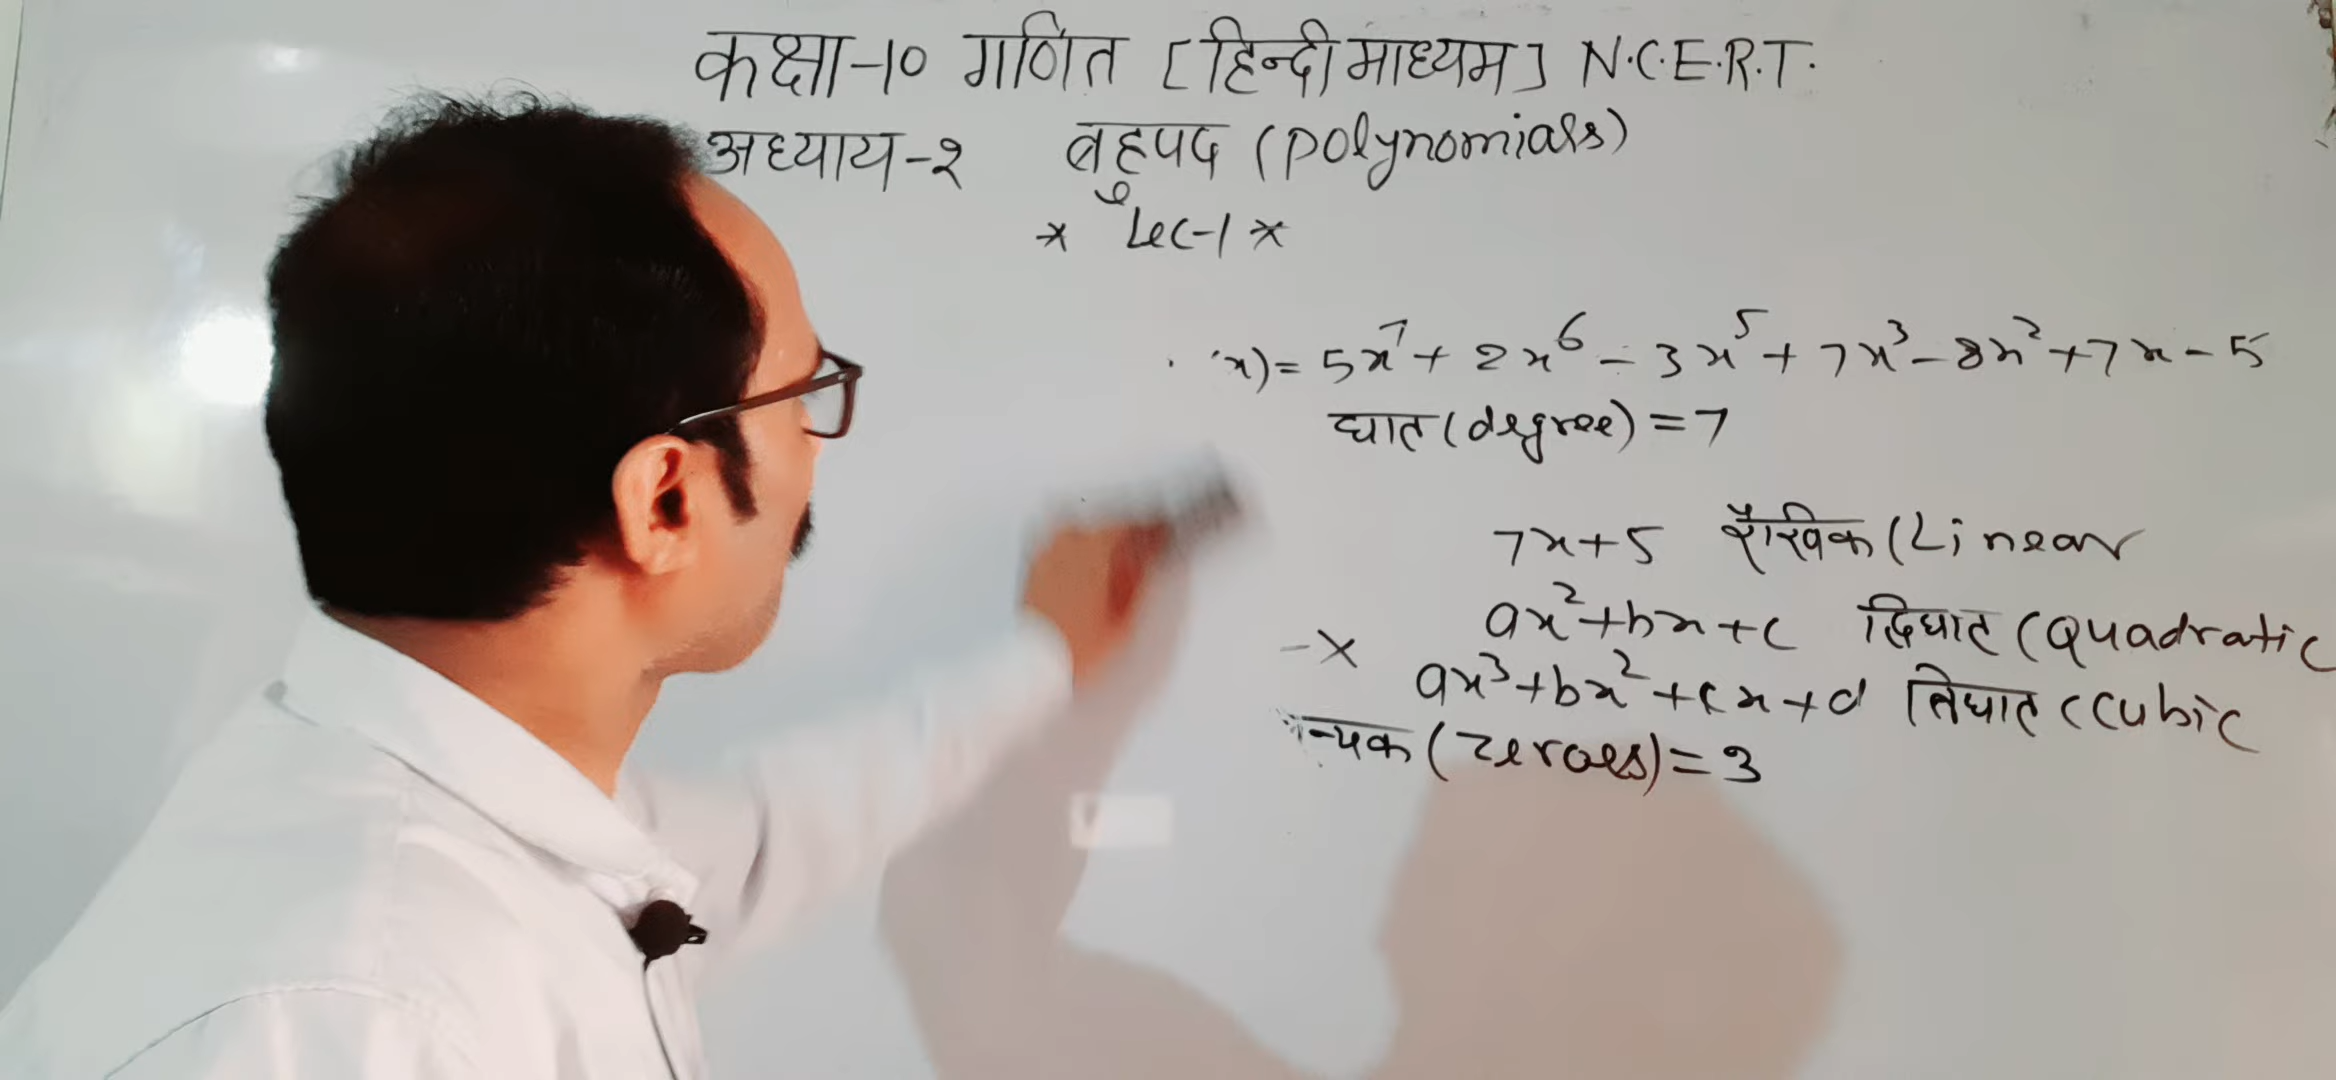 कक्षा-१० गणित [हिन्दी माध्यम] N.C.E.R.T.
अध्याय-२ बहुपद (Polynomials)
* Lec-1 *
x) = 5x⁷ + 2x⁶ - 3x⁵ + 7x³ - 8x² + 7x - 5
घात (degree) = 7
7x+5 रैखिक (Linear
ax²+bx+c द्विघात (Quadratic
-x
ax³+bx²+cx+d त्रिघात (Cubic
न्यक (zeroes) = 3